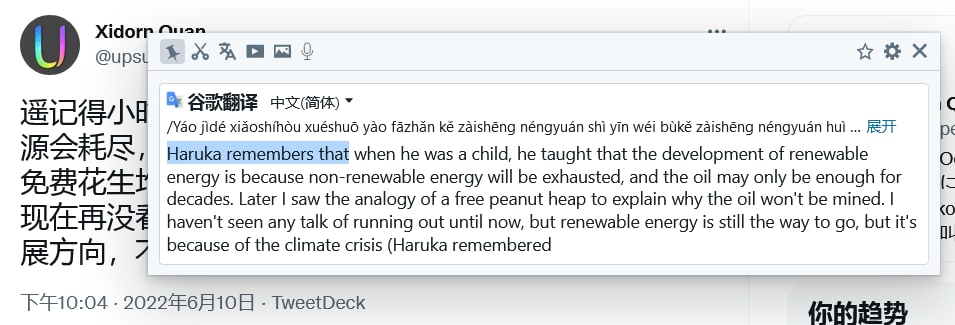 Xidorn Quan
@upsu
遥记得小时
源会耗尽，
免费花生堆
现在再没看
展方向，
下午10:04 · 2022年6月10日 · TweetDeck
谷歌翻译 中文(简体)
/Yáo jìdé xiǎoshíhòu xuéshuō yào fāzhǎn kě zàishēng néngyuán shì yīn wéi bùkě zàishēng néngyuán huì ... 展开
Haruka remembers that when he was a child, he taught that the development of renewable
energy is because non-renewable energy will be exhausted, and the oil may only be enough for
decades. Later I saw the analogy of a free peanut heap to explain why the oil won't be mined. I
haven't seen any talk of running out until now, but renewable energy is still the way to go, but it's
because of the climate crisis (Haruka remembered
你的趋势